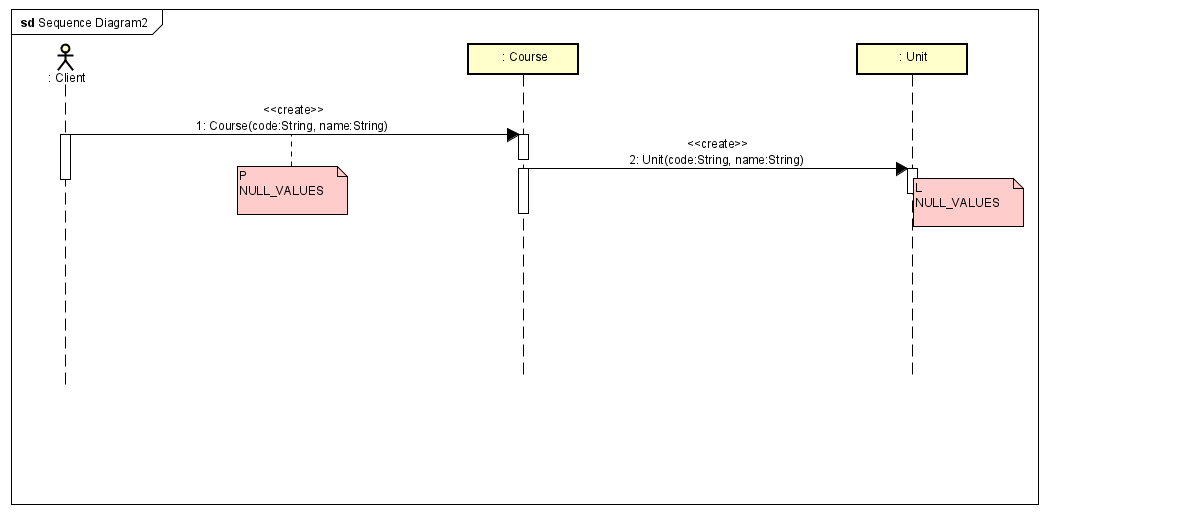 sd Sequence Diagram2
: Client
: Course
: Unit
<<create>>
1: Course(code:String, name:String)
<<create>>
2: Unit(code:String, name:String)
P
NULL_VALUES
L
NULL_VALUES